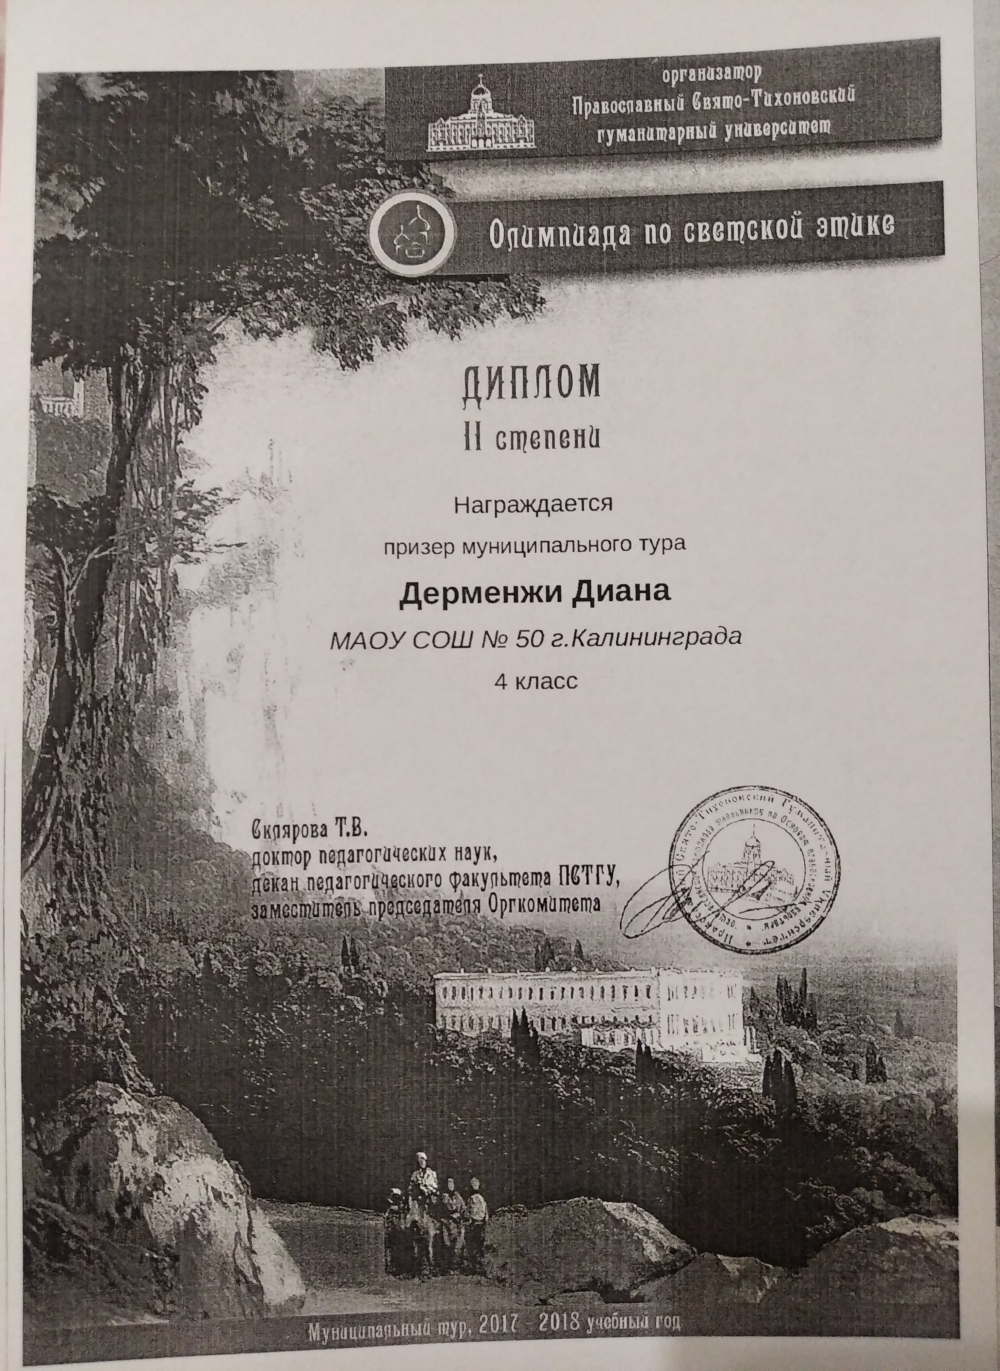 организатор
Православный Свято-Тихоновский
гуманитарный университет
Олимпиада по светской этике
ДИПЛОМ
II степени
Награждается
призер муниципального тура
Дерменжи Диана
МАОУ СОШ № 50 г.Калининграда
4 класс
Склярова Т.В.
доктор педагогических наук,
декан педагогического факультета ПСТГУ,
заместитель председателя Оргкомитета
Муниципальный тур, 2017 - 2018 учебный год